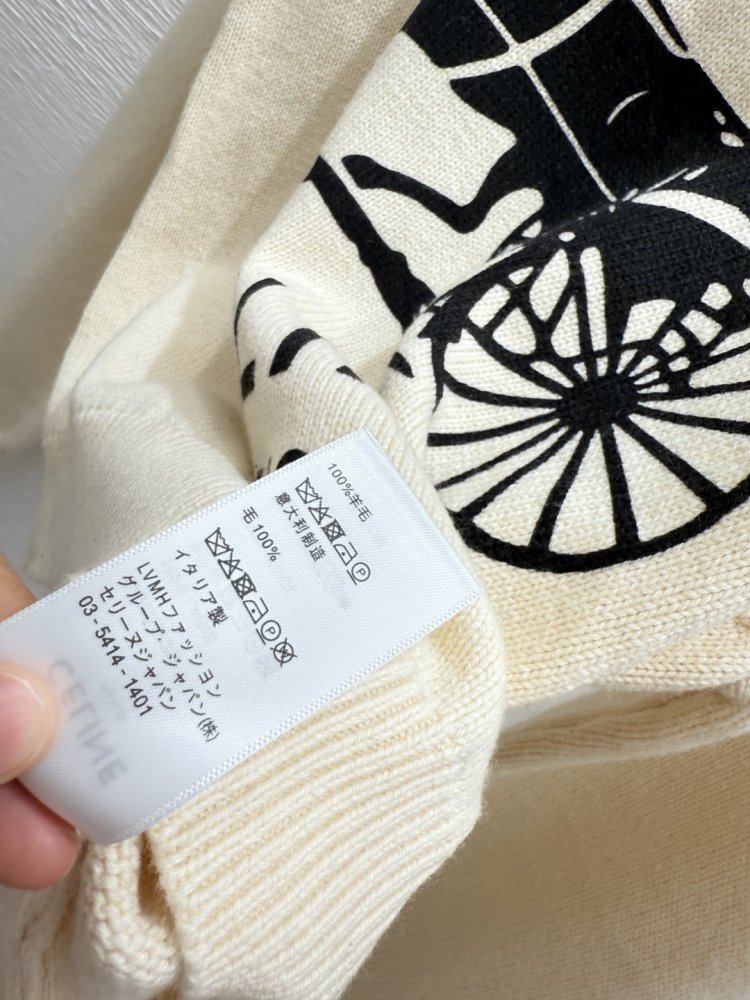 100%羊毛
意大利制造
毛 100%
イタリア製
LVMHファッション
グループ・ジャパン(株)
セリーヌジャパン
03-5414-1401
CELINE